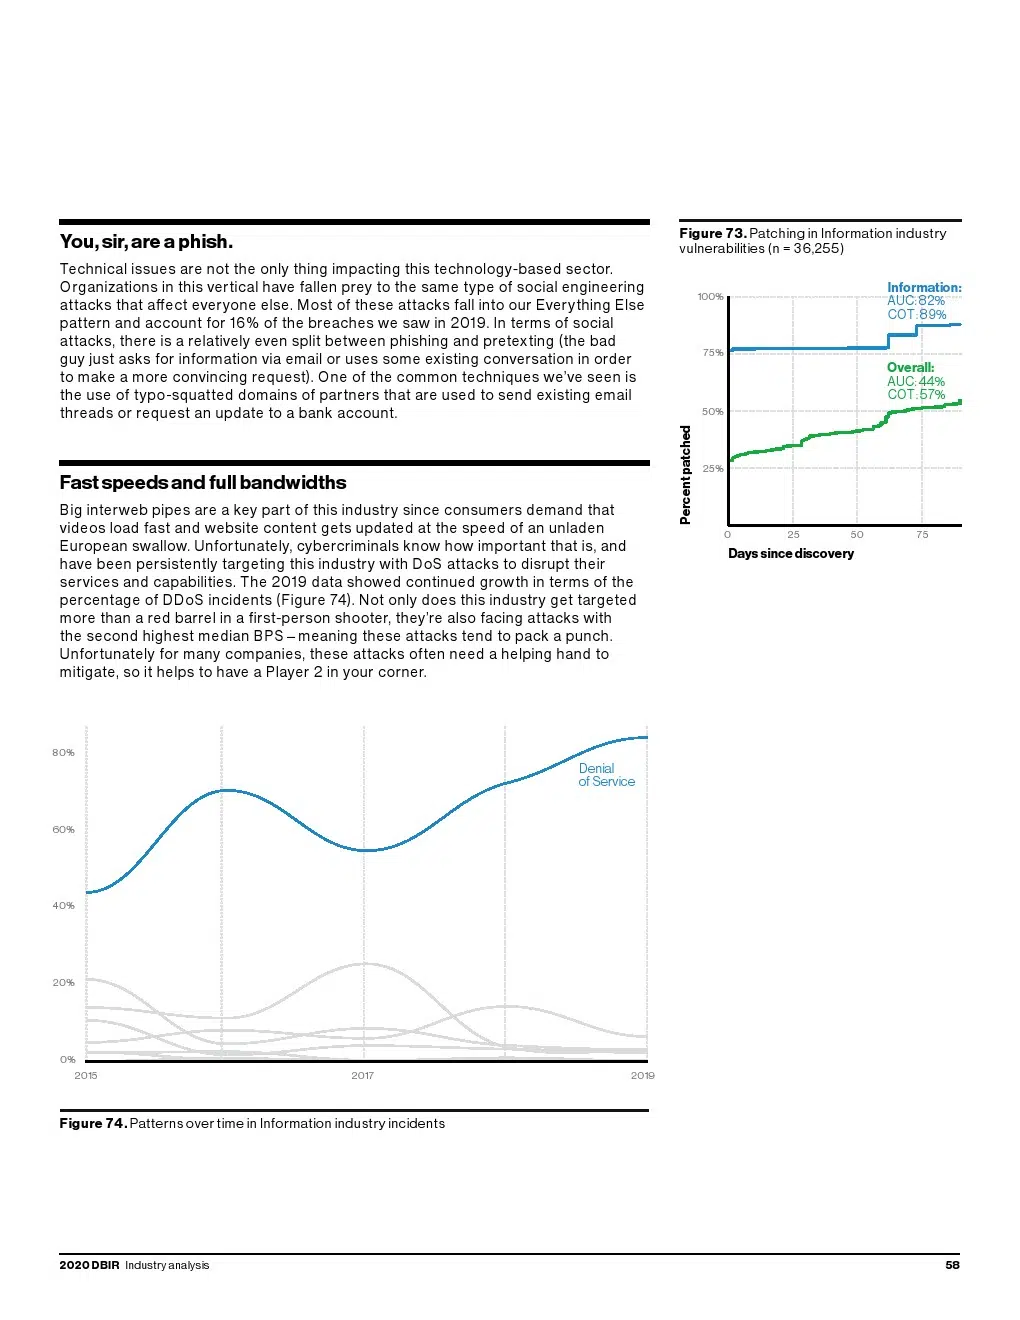 You, sir, are a phish.
Technical issues are not the only thing impacting this technology-based sector.
Organizations in this vertical have fallen prey to the same type of social engineering
attacks that affect everyone else. Most of these attacks fall into our Everything Else
pattern and account for 16% of the breaches we saw in 2019. In terms of social
attacks, there is a relatively even split between phishing and pretexting (the bad
guy just asks for information via email or uses some existing conversation in order
to make a more convincing request). One of the common techniques we’ve seen is
the use of typo-squatted domains of partners that are used to send existing email
threads or request an update to a bank account.
Fast speeds and full bandwidths
Big interweb pipes are a key part of this industry since consumers demand that
videos load fast and website content gets updated at the speed of an unladen
European swallow. Unfortunately, cybercriminals know how important that is, and
have been persistently targeting this industry with DoS attacks to disrupt their
services and capabilities. The 2019 data showed continued growth in terms of the
percentage of DDoS incidents (Figure 74). Not only does this industry get targeted
more than a red barrel in a first-person shooter, they’re also facing attacks with
the second highest median BPS – meaning these attacks tend to pack a punch.
Unfortunately for many companies, these attacks often need a helping hand to
mitigate, so it helps to have a Player 2 in your corner.
Figure 73. Patching in Information industry
vulnerabilities (n = 36,255)
Information:
AUC: 82%
COT: 89%
Overall:
AUC: 44%
COT: 57%
100%
75%
50%
25%
Percent patched
0 25 50 75
Days since discovery
80%
60%
40%
20%
0%
Denial
of Service
2015 2017 2019
Figure 74. Patterns over time in Information industry incidents
2020 DBIR Industry analysis 58